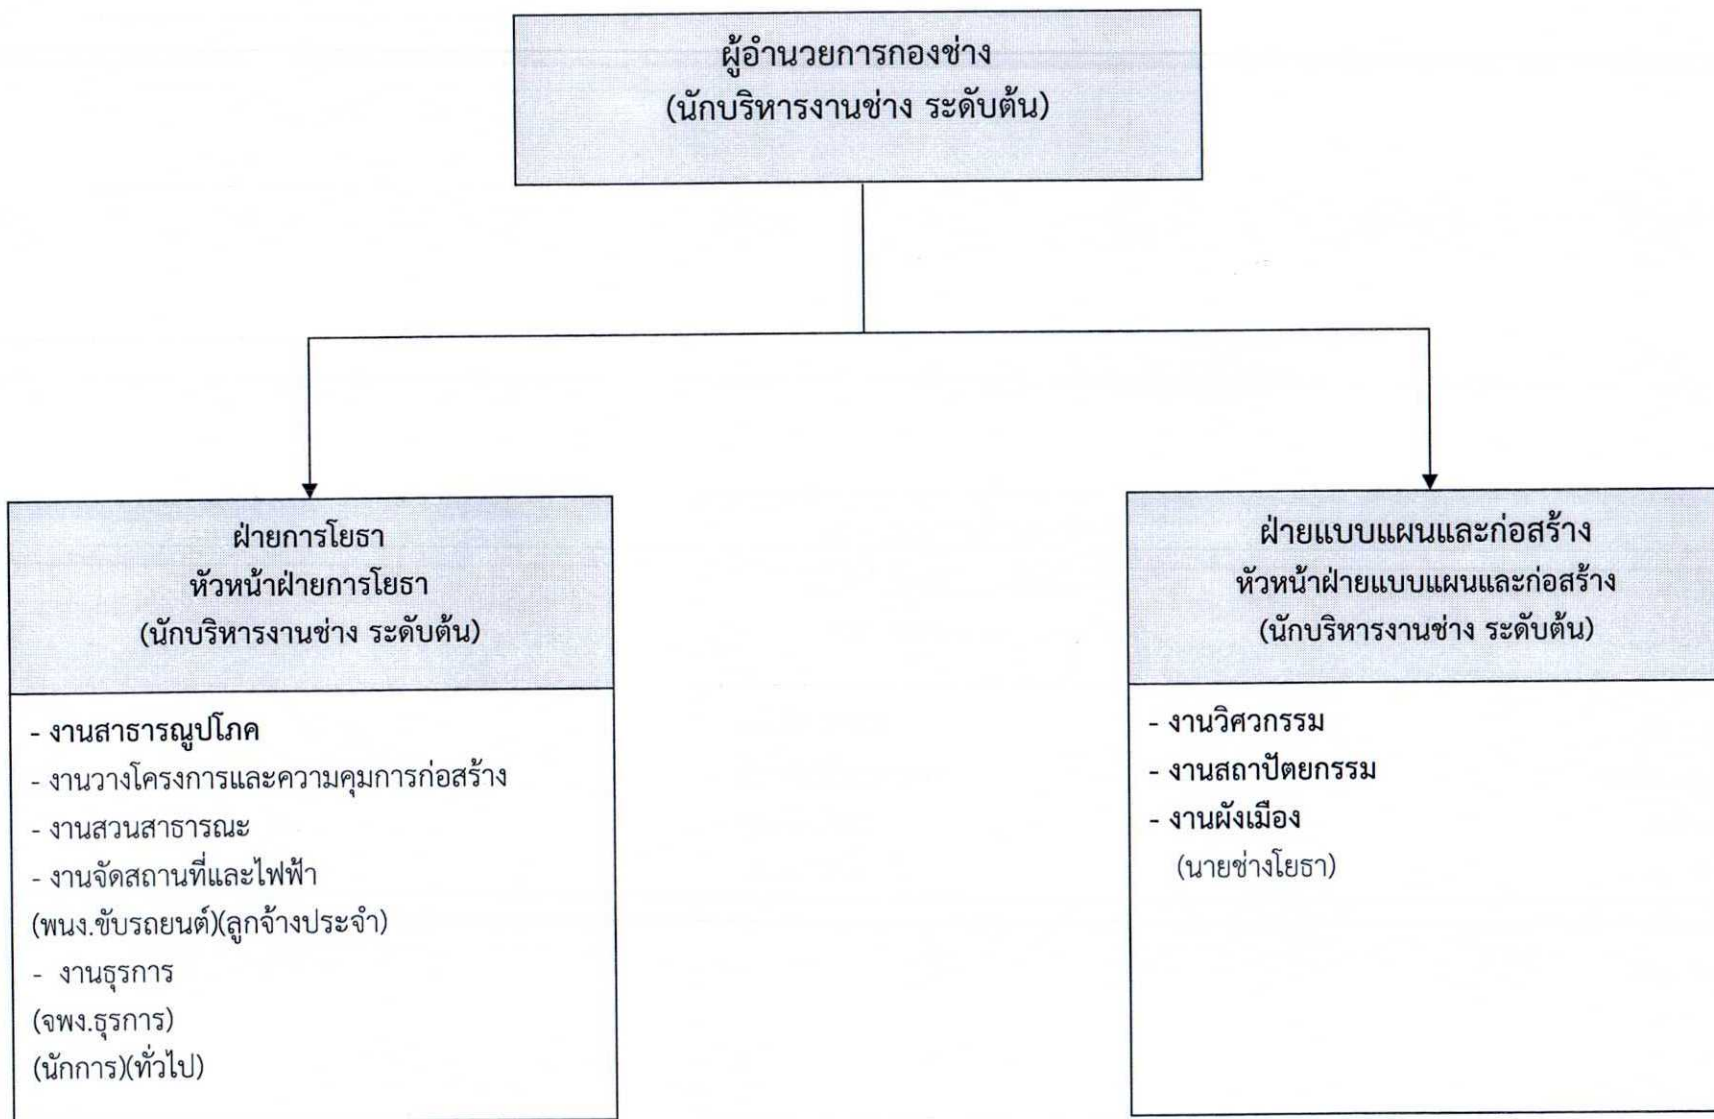 ผู้อำนวยการกองช่าง
(นักบริหารงานช่าง ระดับต้น)
ฝ่ายการโยธา
หัวหน้าฝ่ายการโยธา
(นักบริหารงานช่าง ระดับต้น)
- งานสาธารณูปโภค
- งานวางโครงการและความคุมการก่อสร้าง
- งานสวนสาธารณะ
- งานจัดสถานที่และไฟฟ้า
(พนง.ขับรถยนต์)(ลูกจ้างประจำ)
- งานธุรการ
(จพง.ธุรการ)
(นักการ)(ทั่วไป)
ฝ่ายแบบแผนและก่อสร้าง
หัวหน้าฝ่ายแบบแผนและก่อสร้าง
(นักบริหารงานช่าง ระดับต้น)
- งานวิศวกรรม
- งานสถาปัตยกรรม
- งานผังเมือง
(นายช่างโยธา)